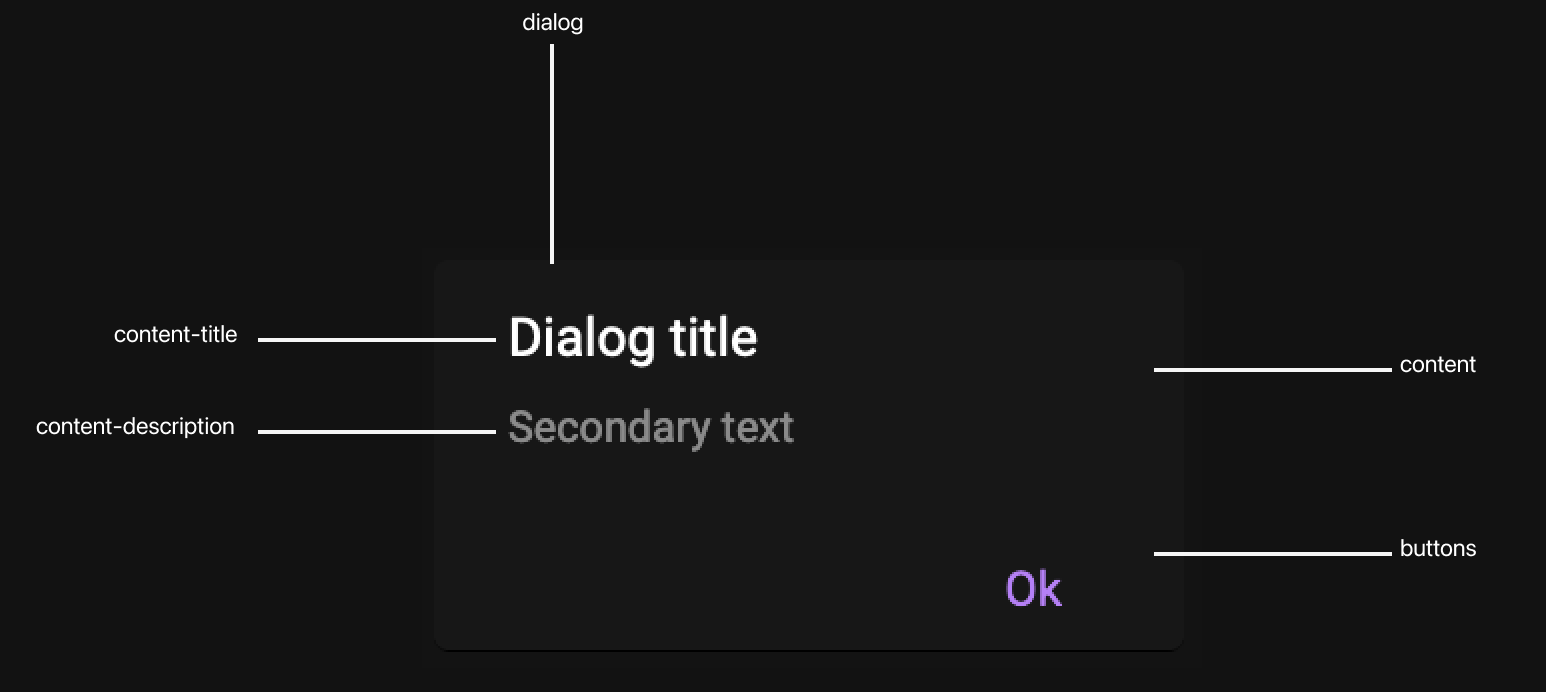 dialog
content-title
Dialog title
content
content-description
Secondary text
buttons
Ok